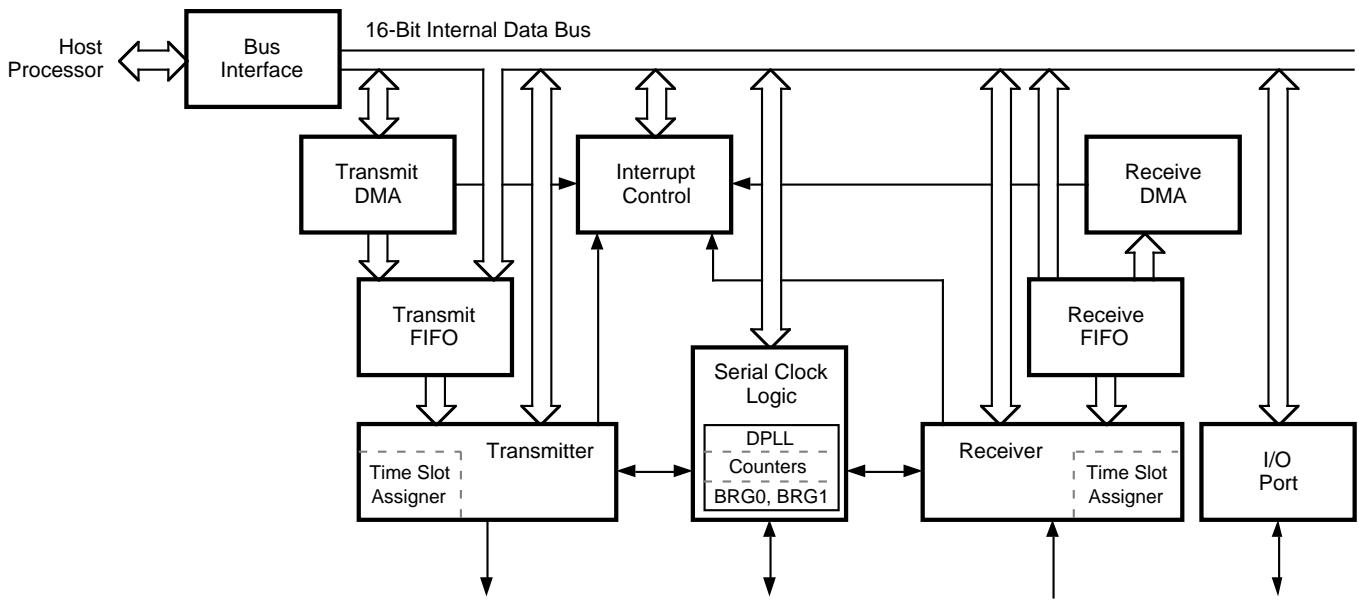 16-Bit Internal Data Bus
Host
Processor
Bus
Interface
Transmit
DMA
Interrupt
Control
Receive
DMA
Transmit
FIFO
Receive
FIFO
Serial Clock
Logic
DPLL
Counters
BRG0, BRG1
Transmitter
Time Slot
Assigner
Receiver
Time Slot
Assigner
I/O
Port